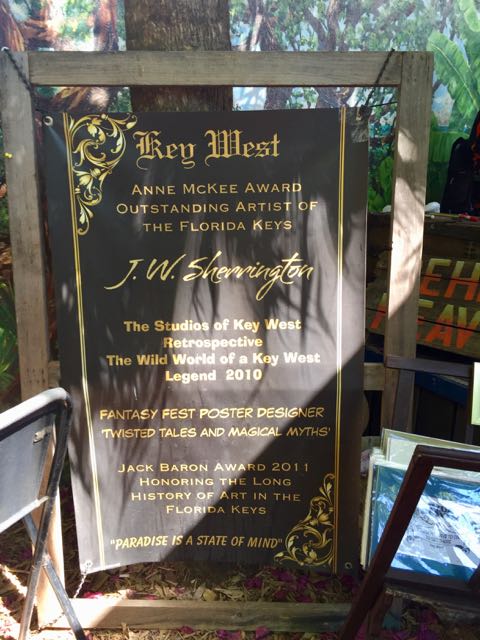 Key West
ANNE MCKEE AWARD
OUTSTANDING ARTIST OF
THE FLORIDA KEYS
J. W. Sherrington
The Studios of Key West
Retrospective
The Wild World of a Key West
Legend 2010
FANTASY FEST POSTER DESIGNER
'TWISTED TALES AND MAGICAL MYTHS'
JACK BARON AWARD 2011
HONORING THE LONG
HISTORY OF ART IN THE
FLORIDA KEYS
"PARADISE IS A STATE OF MIND"